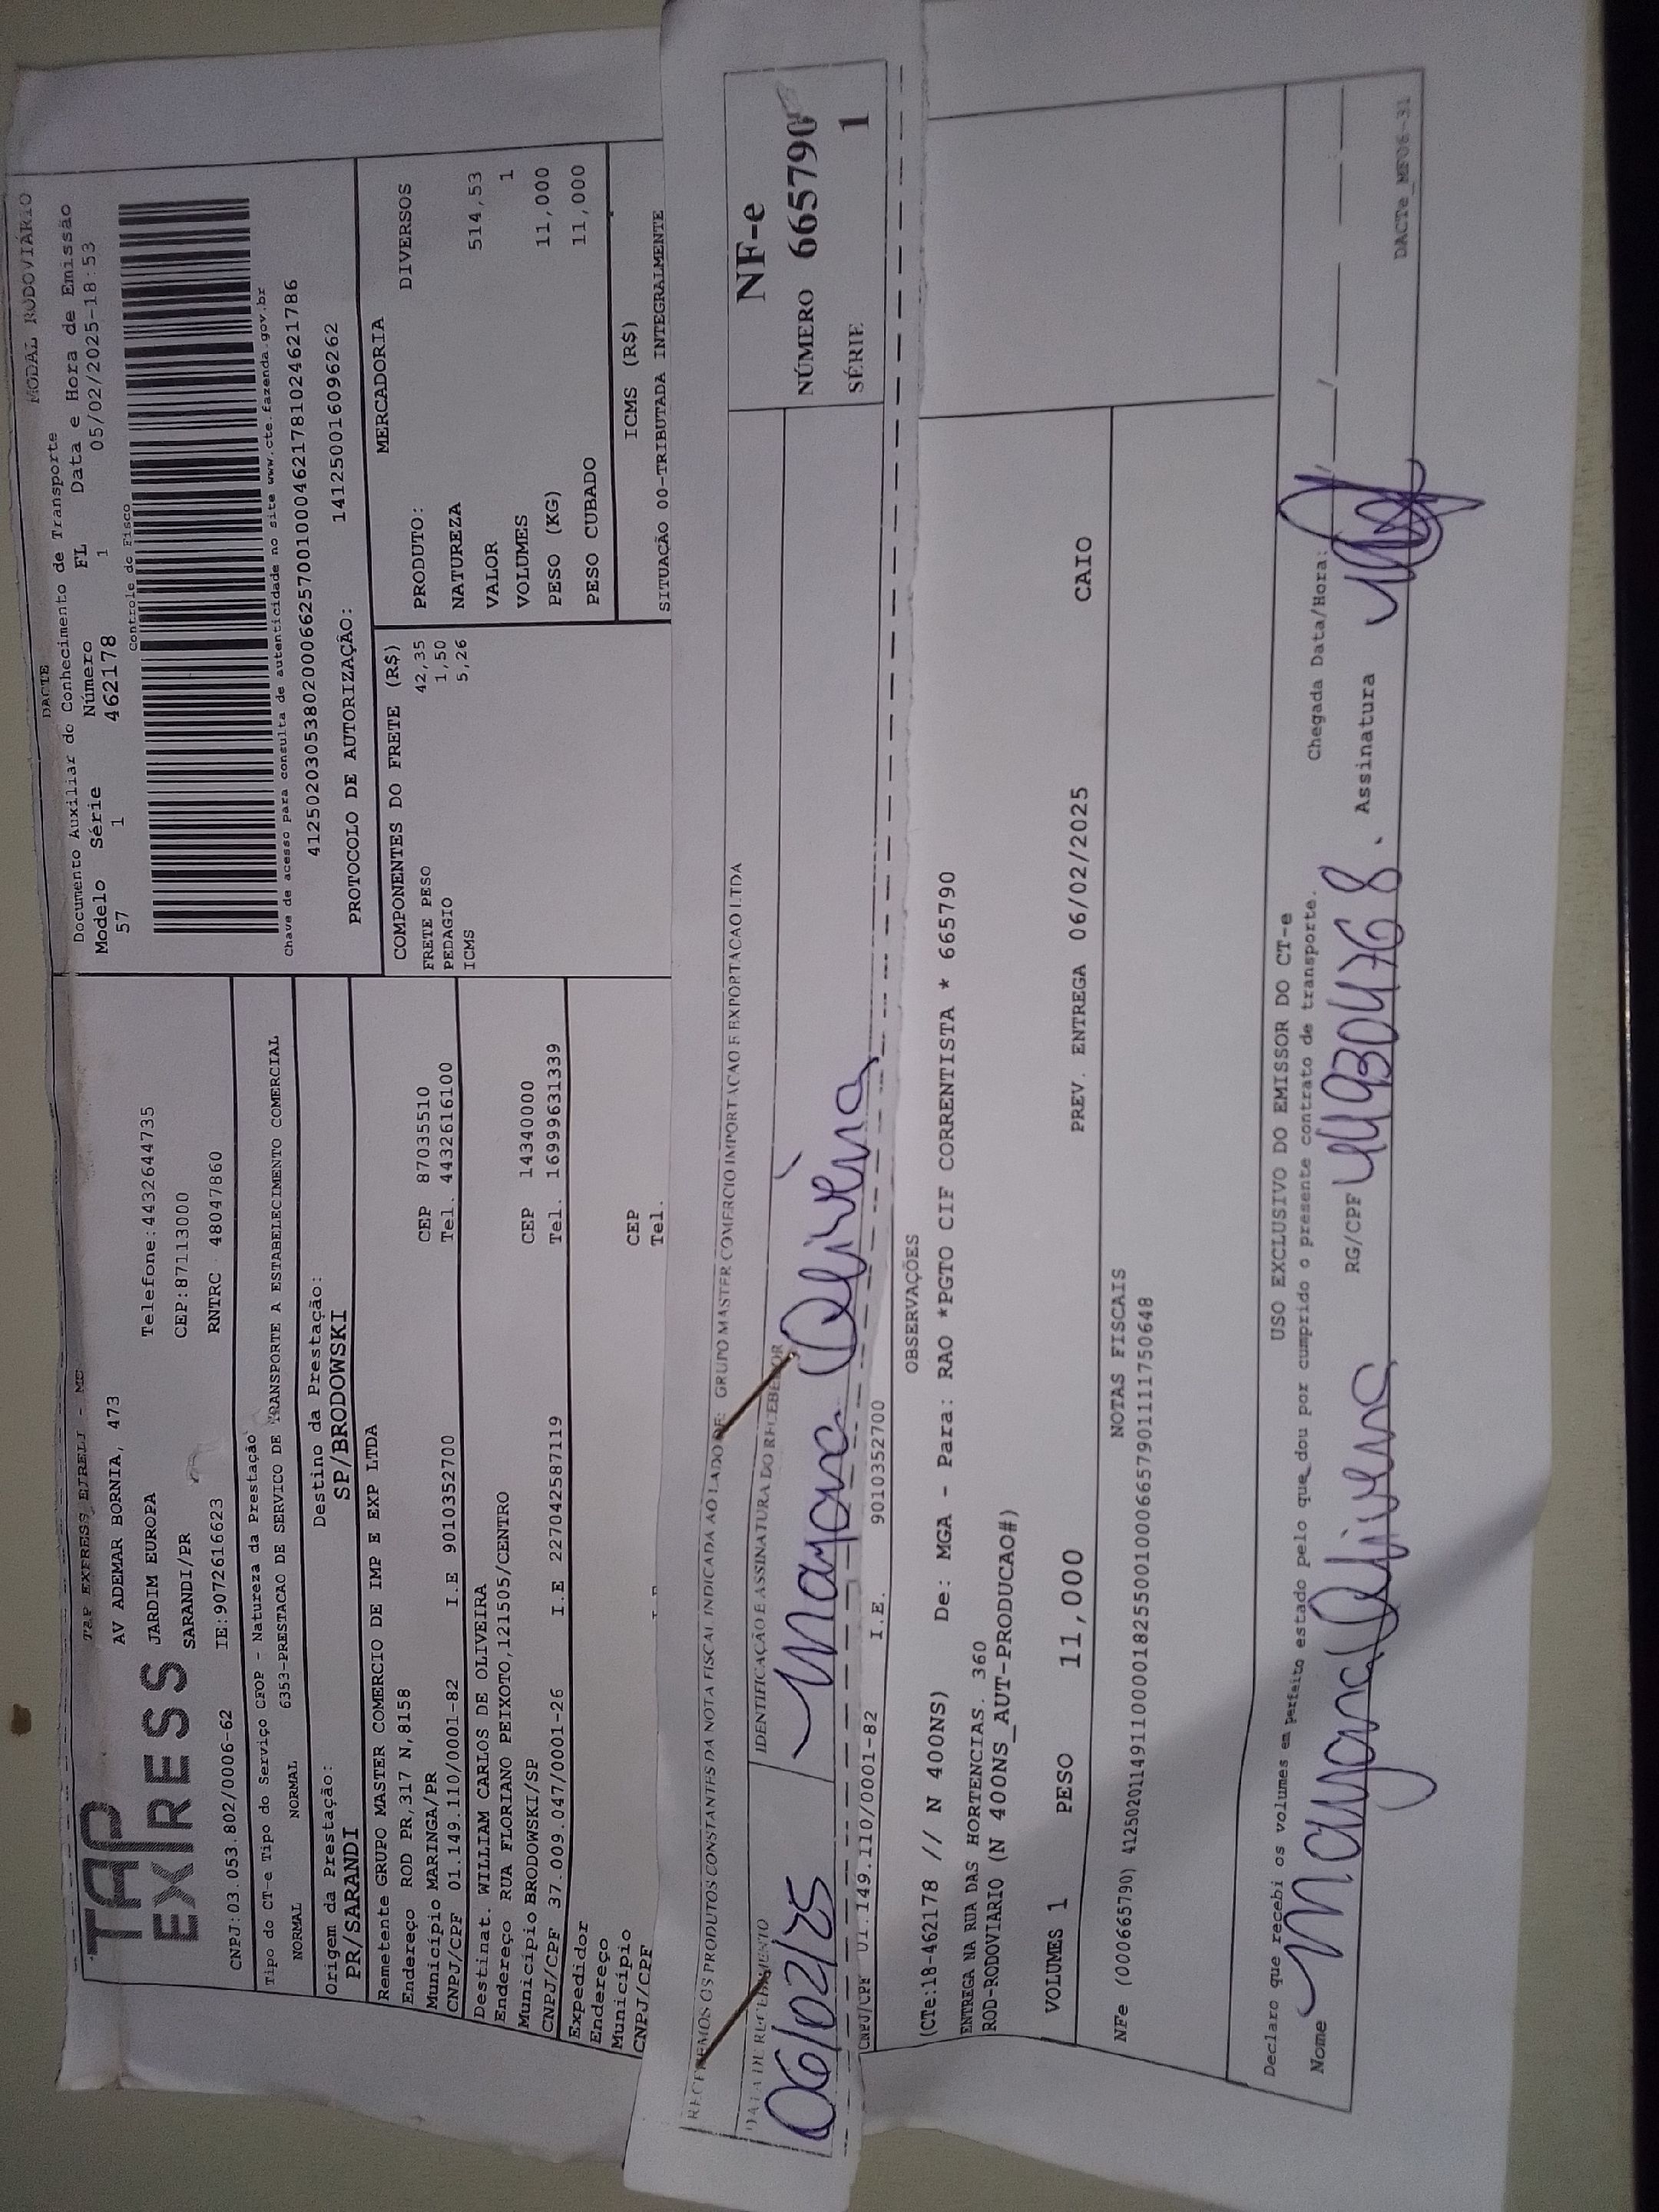 DACTE
MODAL RODOVIÁRIO
TAP EXPRESS
TAP EXPRESS EIRELI - ME
AV ADEMAR BORNIA, 473
JARDIM EUROPA Telefone:4432644735
SARANDI/PR CEP:87113000
CNPJ:03.053.802/0006-62 IE:9072616623 RNTRC 48047860
Documento Auxiliar do Conhecimento de Transporte
Modelo Série Número FL Data e Hora de Emissão
57 1 462178 1 05/02/2025-18:53
Controle do Fisco
Chave de acesso para consulta de autenticidade no site www.cte.fazenda.gov.br
41250203053802000662570010004621781024621786
PROTOCOLO DE AUTORIZAÇÃO: 141250016096262
Tipo do CT-e Tipo do Serviço CFOP - Natureza da Prestação
NORMAL NORMAL 6353-PRESTACAO DE SERVICO DE TRANSPORTE A ESTABELECIMENTO COMERCIAL
Origem da Prestação: Destino da Prestação:
PR/SARANDI SP/BRODOWSKI
Remetente GRUPO MASTER COMERCIO DE IMP E EXP LTDA
Endereço ROD PR,317 N,8158 CEP 87035510
Município MARINGA/PR Tel. 4432616100
CNPJ/CPF 01.149.110/0001-82 I.E 9010352700
Destinat. WILLIAM CARLOS DE OLIVEIRA
Endereço RUA FLORIANO PEIXOTO,121505/CENTRO CEP 14340000
Município BRODOWSKI/SP Tel. 16999631339
CNPJ/CPF 37.009.047/0001-26 I.E 227042587119
Expedidor
Endereço
Município CEP
CNPJ/CPF Tel.
COMPONENTES DO FRETE (R$)
FRETE PESO 42,35
PEDAGIO 1,50
ICMS 5,26
MERCADORIA
PRODUTO: DIVERSOS
NATUREZA
VALOR 514,53
VOLUMES 1
PESO (KG) 11,000
PESO CUBADO 11,000
ICMS (R$)
SITUAÇÃO 00-TRIBUTADA INTEGRALMENTE
RECEBEMOS OS PRODUTOS CONSTANTES DA NOTA FISCAL INDICADA AO LADO DE: GRUPO MASTER COMERCIO IMPORTACAO E EXPORTACAO LTDA
DATA DE RECEBIMENTO IDENTIFICAÇÃO E ASSINATURA DO RECEBEDOR
06/02/25 Mayara Oliveira
NF-e
NÚMERO 665790
SÉRIE 1
CNPJ/CPF 01.149.110/0001-82 I.E. 9010352700
OBSERVAÇÕES
(CTe:18-462178 // N 400NS) De: MGA - Para: RAO *PGTO CIF CORRENTISTA * 665790
ENTREGA NA RUA DAS HORTENCIAS. 360
ROD-RODOVIARIO (N 400NS_AUT-PRODUCAO#)
VOLUMES 1 PESO 11,000 PREV. ENTREGA 06/02/2025 CAIO
NOTAS FISCAIS
NFe (000665790) 41250201149110000182550010006657901111750648
USO EXCLUSIVO DO EMISSOR DO CT-e
Declaro que recebi os volumes em perfeito estado pelo que dou por cumprido o presente contrato de transporte.
Chegada Data/Hora: / /
Nome Mayara Oliveira RG/CPF 449304768. Assinatura
DACTe_MF06-31